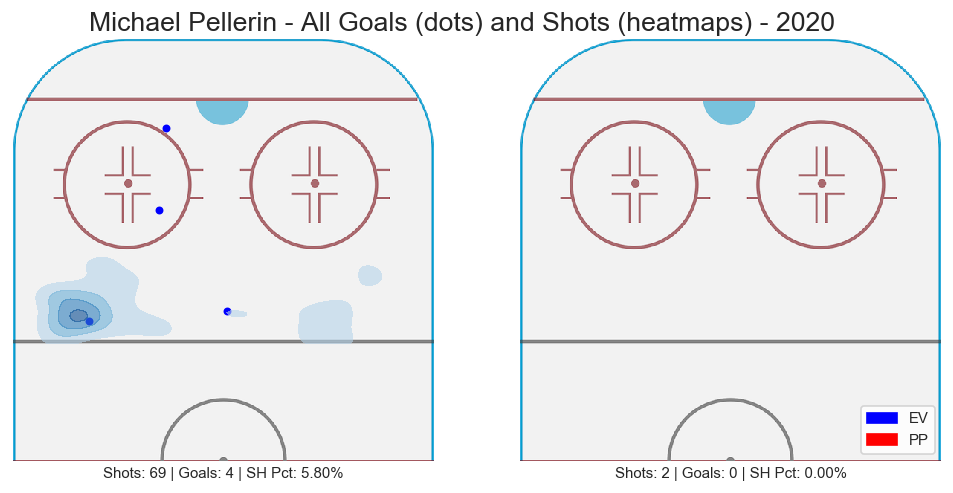 Michael Pellerin - All Goals (dots) and Shots (heatmaps) - 2020
EV
PP
Shots: 69 | Goals: 4 | SH Pct: 5.80%
Shots: 2 | Goals: 0 | SH Pct: 0.00%